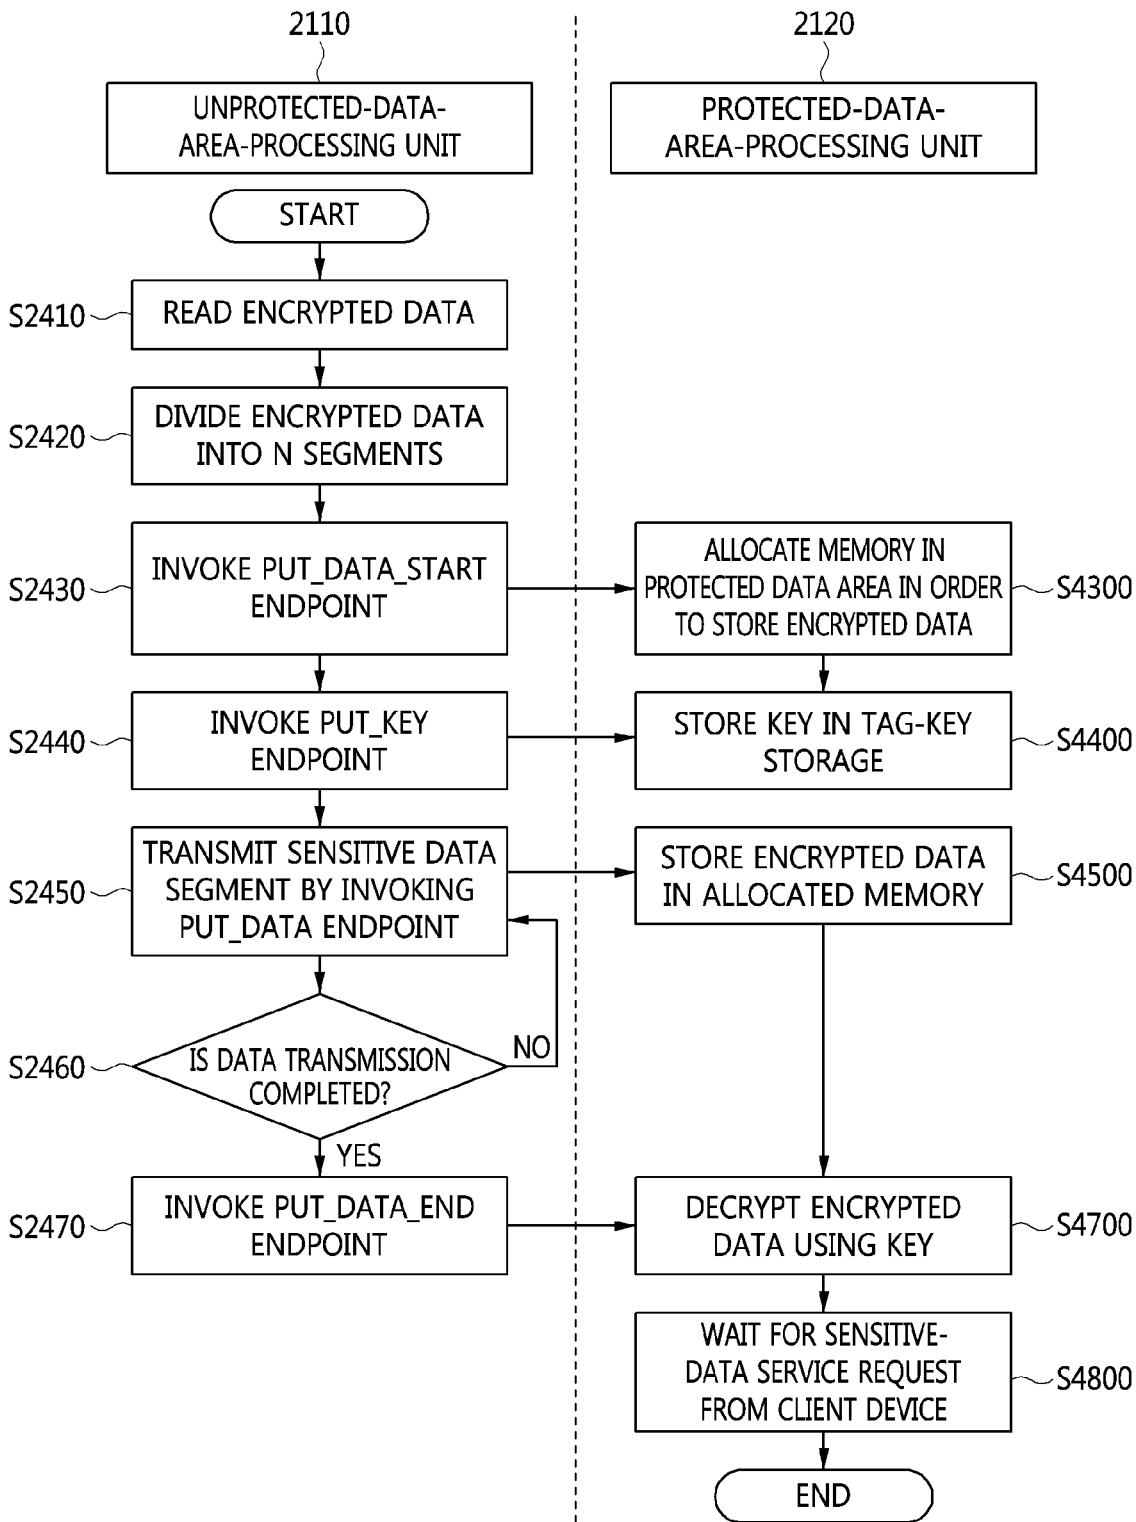 2110
2120
UNPROTECTED-DATA-
AREA-PROCESSING UNIT
PROTECTED-DATA-
AREA-PROCESSING UNIT
START
S2410
READ ENCRYPTED DATA
S2420
DIVIDE ENCRYPTED DATA
INTO N SEGMENTS
S2430
INVOKE PUT_DATA_START
ENDPOINT
ALLOCATE MEMORY IN
PROTECTED DATA AREA IN ORDER
TO STORE ENCRYPTED DATA
S4300
S2440
INVOKE PUT_KEY
ENDPOINT
STORE KEY IN TAG-KEY
STORAGE
S4400
S2450
TRANSMIT SENSITIVE DATA
SEGMENT BY INVOKING
PUT_DATA ENDPOINT
STORE ENCRYPTED DATA
IN ALLOCATED MEMORY
S4500
S2460
IS DATA TRANSMISSION
COMPLETED?
NO
YES
S2470
INVOKE PUT_DATA_END
ENDPOINT
DECRYPT ENCRYPTED
DATA USING KEY
S4700
WAIT FOR SENSITIVE-
DATA SERVICE REQUEST
FROM CLIENT DEVICE
S4800
END